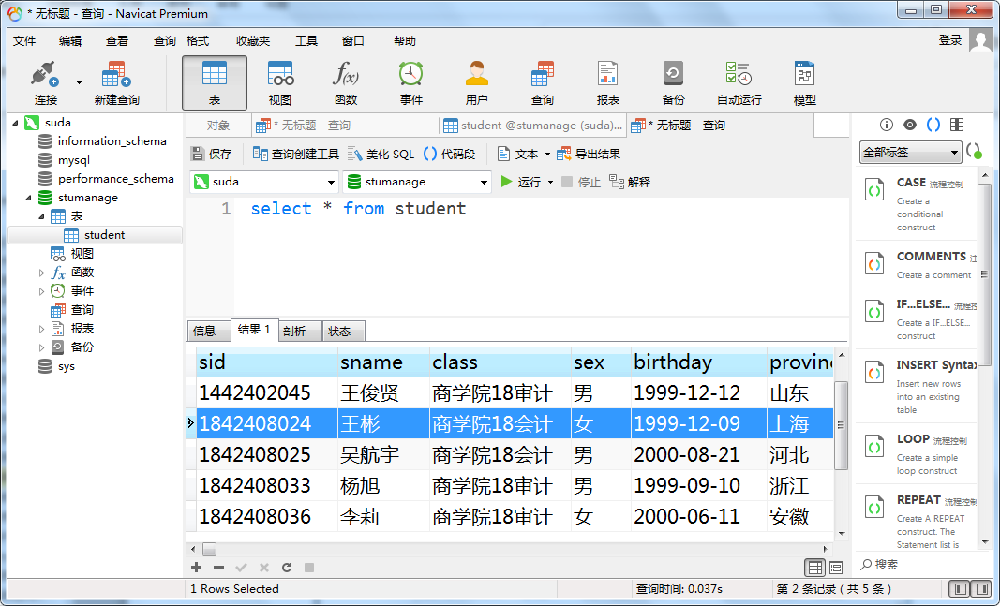 * 无标题 - 查询 - Navicat Premium
文件 编辑 查看 查询 格式 收藏夹 工具 窗口 帮助 登录
连接 新建查询 表 视图 函数 事件 用户 查询 报表 备份 自动运行 模型
suda
information_schema
mysql
performance_schema
stumanage
表
student
视图
函数
事件
查询
报表
备份
sys
对象 * 无标题 - 查询 student @stumanage (suda)... * 无标题 - 查询
保存 查询创建工具 美化 SQL 代码段 文本 导出结果
suda stumanage 运行 停止 解释
1 select * from student
信息 结果 1 剖析 状态
sid sname class sex birthday provin
1442402045 王俊贤 商学院18审计 男 1999-12-12 山东
1842408024 王彬 商学院18会计 女 1999-12-09 上海
1842408025 吴航宇 商学院18会计 男 2000-08-21 河北
1842408033 杨旭 商学院18审计 男 1999-09-10 浙江
1842408036 李莉 商学院18审计 女 2000-06-11 安徽
全部标签
CASE 流程控制
Create a
conditional
construct
COMMENTS 注
Create a comment
IF...ELSE... 流程控
Create a IF...ELSE...
construct
INSERT Syntax
Insert new rows
into an existing
table
LOOP 流程控制
Create a simple
loop construct
REPEAT 流程控制
Create A REPEAT
construct. The
Statement list is
搜索
1 Rows Selected 查询时间: 0.037s 第 2 条记录 ( 共 5 条 )